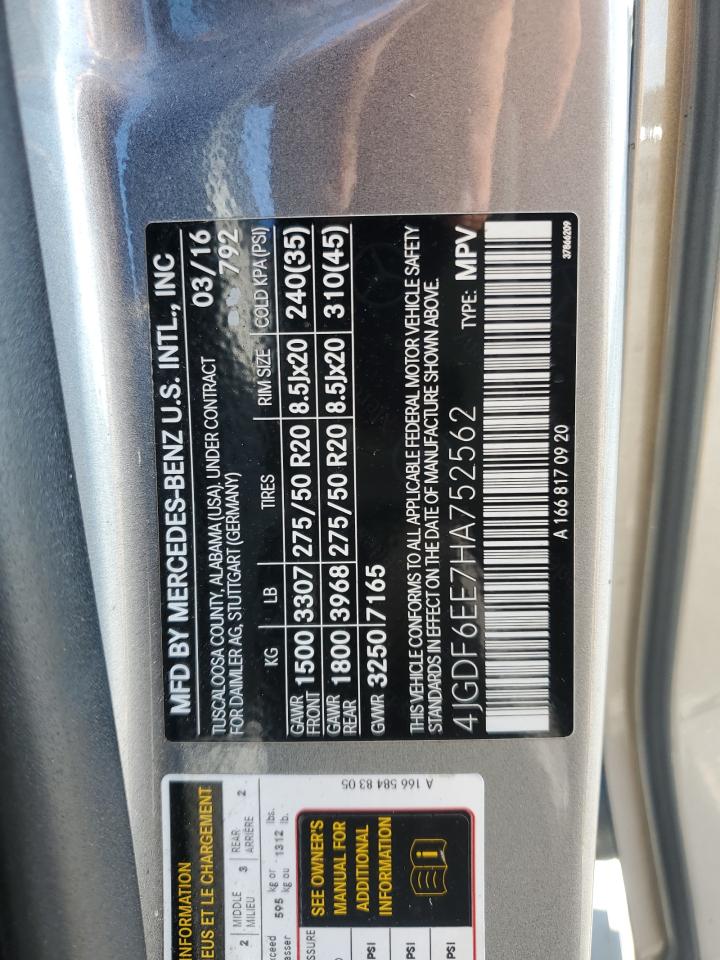 MFD BY MERCEDES-BENZ U.S. INTL., INC
TUSCALOOSA COUNTY, ALABAMA (USA). UNDER CONTRACT 03/16
FOR DAIMLER AG, STUTTGART (GERMANY) 792
KG LB TIRES RIM SIZE COLD KPA (PSI)
GAWR FRONT 1500 3307 275/50 R20 8.5Jx20 240(35)
GAWR REAR 1800 3968 275/50 R20 8.5Jx20 310(45)
GVWR 3250 7165
THIS VEHICLE CONFORMS TO ALL APPLICABLE FEDERAL MOTOR VEHICLE SAFETY
STANDARDS IN EFFECT ON THE DATE OF MANUFACTURE SHOWN ABOVE.
4JGDF6EE7HA752562 TYPE: MPV
A 166 817 09 20
37866209
INFORMATION
EUS ET LE CHARGEMENT
2 MIDDLE 3 REAR 2
MILIEU ARRIÈRE
595 kg or 1312 lbs.
kg ou lb.
SEE OWNER'S
MANUAL FOR
ADDITIONAL
INFORMATION
PSI
PSI
PSI
A 166 584 83 05